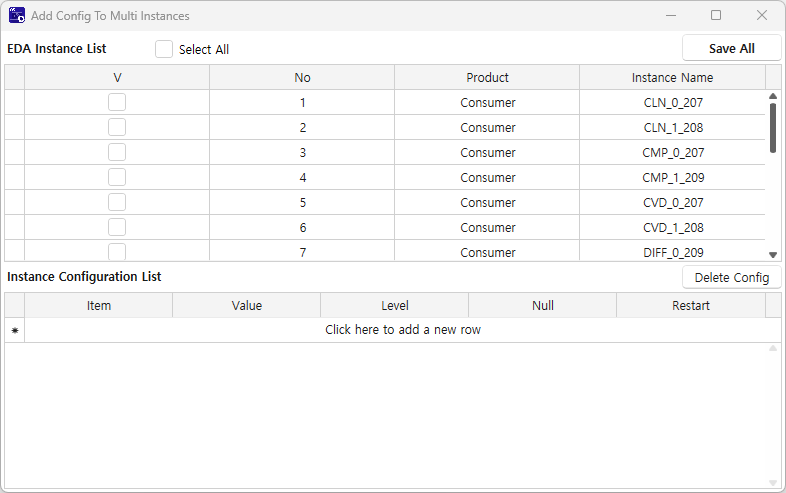 Add Config To Multi Instances
EDA Instance List Select All Save All
V No Product Instance Name
1 Consumer CLN_0_207
2 Consumer CLN_1_208
3 Consumer CMP_0_207
4 Consumer CMP_1_209
5 Consumer CVD_0_207
6 Consumer CVD_1_208
7 Consumer DIFF_0_209
Instance Configuration List Delete Config
Item Value Level Null Restart
Click here to add a new row